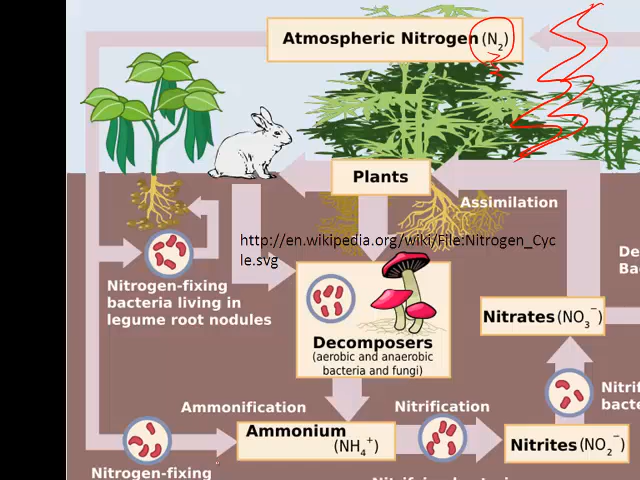 Atmospheric Nitrogen (N₂)
Plants
Assimilation
http://en.wikipedia.org/wiki/File:Nitrogen_Cyc
le.svg
Nitrogen-fixing
bacteria living in
legume root nodules
Decomposers
(aerobic and anaerobic
bacteria and fungi)
Nitrates (NO₃⁻)
Ammonification
Nitrification
Ammonium
(NH₄⁺)
Nitrites (NO₂⁻)
Nitrogen-fixing